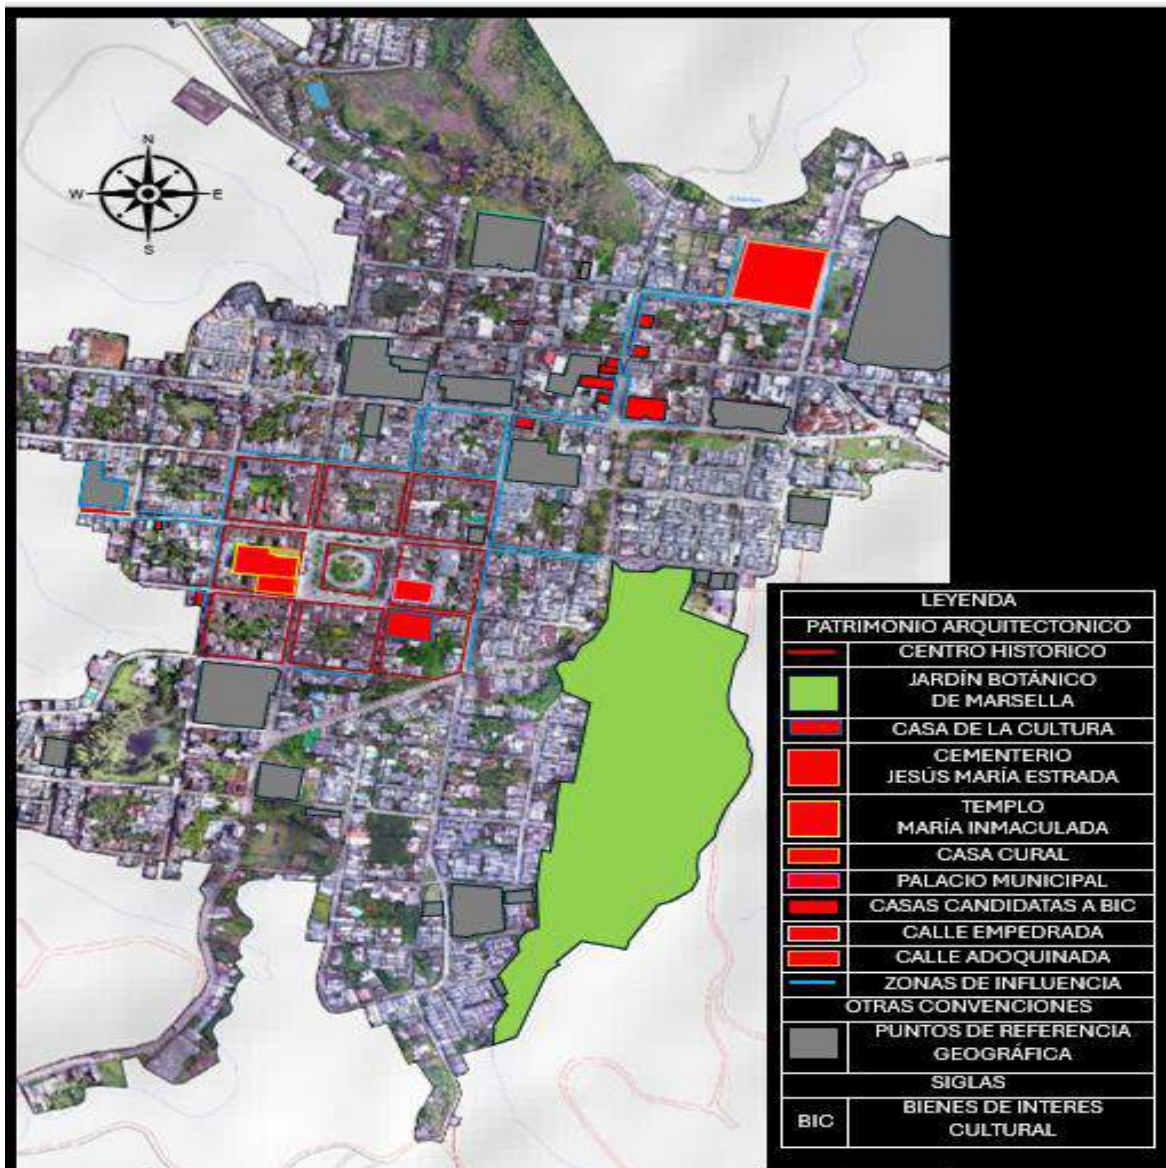 N
W
E
S
LEYENDA
PATRIMONIO ARQUITECTONICO
CENTRO HISTORICO
JARDÍN BOTÁNICO
DE MARSELLA
CASA DE LA CULTURA
CEMENTERIO
JESÚS MARÍA ESTRADA
TEMPLO
MARÍA INMACULADA
CASA CURAL
PALACIO MUNICIPAL
CASAS CANDIDATAS A BIC
CALLE EMPEDRADA
CALLE ADOQUINADA
ZONAS DE INFLUENCIA
OTRAS CONVENCIONES
PUNTOS DE REFERENCIA
GEOGRÁFICA
SIGLAS
BIC
BIENES DE INTERES
CULTURAL